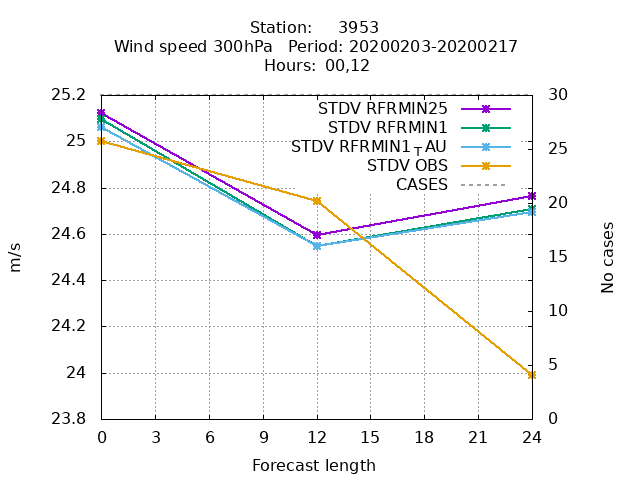 Station: 3953
Wind speed 300hPa Period: 20200203-20200217
Hours: 00,12
25.2
25
24.8
24.6
24.4
24.2
24
23.8
30
25
20
15
10
5
0
0 3 6 9 12 15 18 21 24
m/s
No cases
Forecast length
STDV RFRMIN25
STDV RFRMIN1
STDV RFRMIN1TAU
STDV OBS
CASES